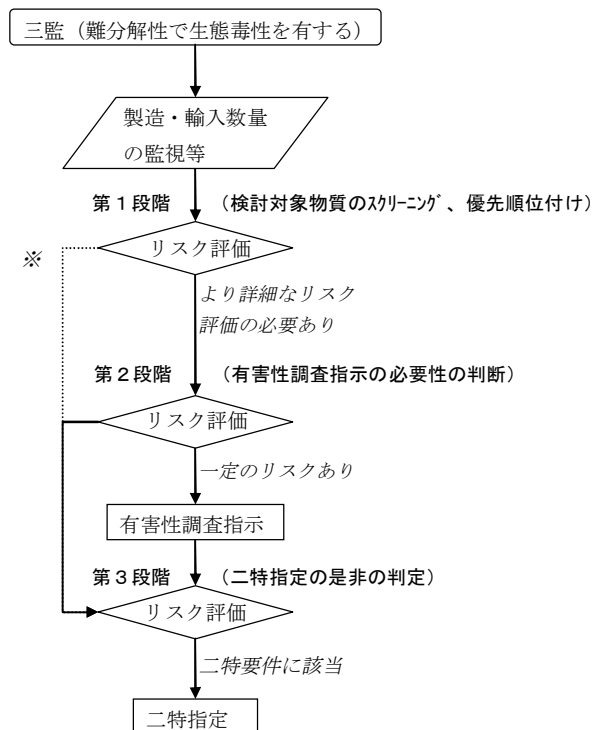 三監（難分解性で生態毒性を有する）
製造・輸入数量
の監視等
第１段階　（検討対象物質のｽｸﾘｰﾆﾝｸﾞ、優先順位付け）
※
リスク評価
より詳細なリスク
評価の必要あり
第２段階　（有害性調査指示の必要性の判断）
リスク評価
一定のリスクあり
有害性調査指示
第３段階　（二特指定の是非の判定）
リスク評価
二特要件に該当
二特指定